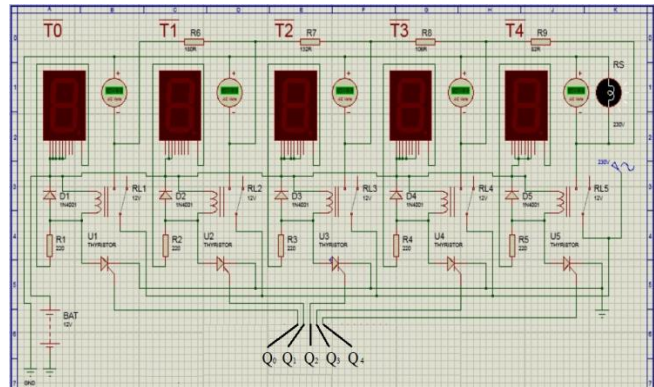 T0 T1 T2 T3 T4
R6 R7 R8 R9
RS
230V
230V
D1 RL1 D2 RL2 D3 RL3 D4 RL4 D5 RL5
1N4001 12V 1N4001 12V 1N4001 12V 1N4001 12V 1N4001 12V
R1 U1 R2 U2 R3 U3 R4 U4 R5 U5
220 THYRISTOR 220 THYRISTOR 220 THYRISTOR 220 THYRISTOR 220 THYRISTOR
BAT
12V
Q0 Q1 Q2 Q3 Q4
GND